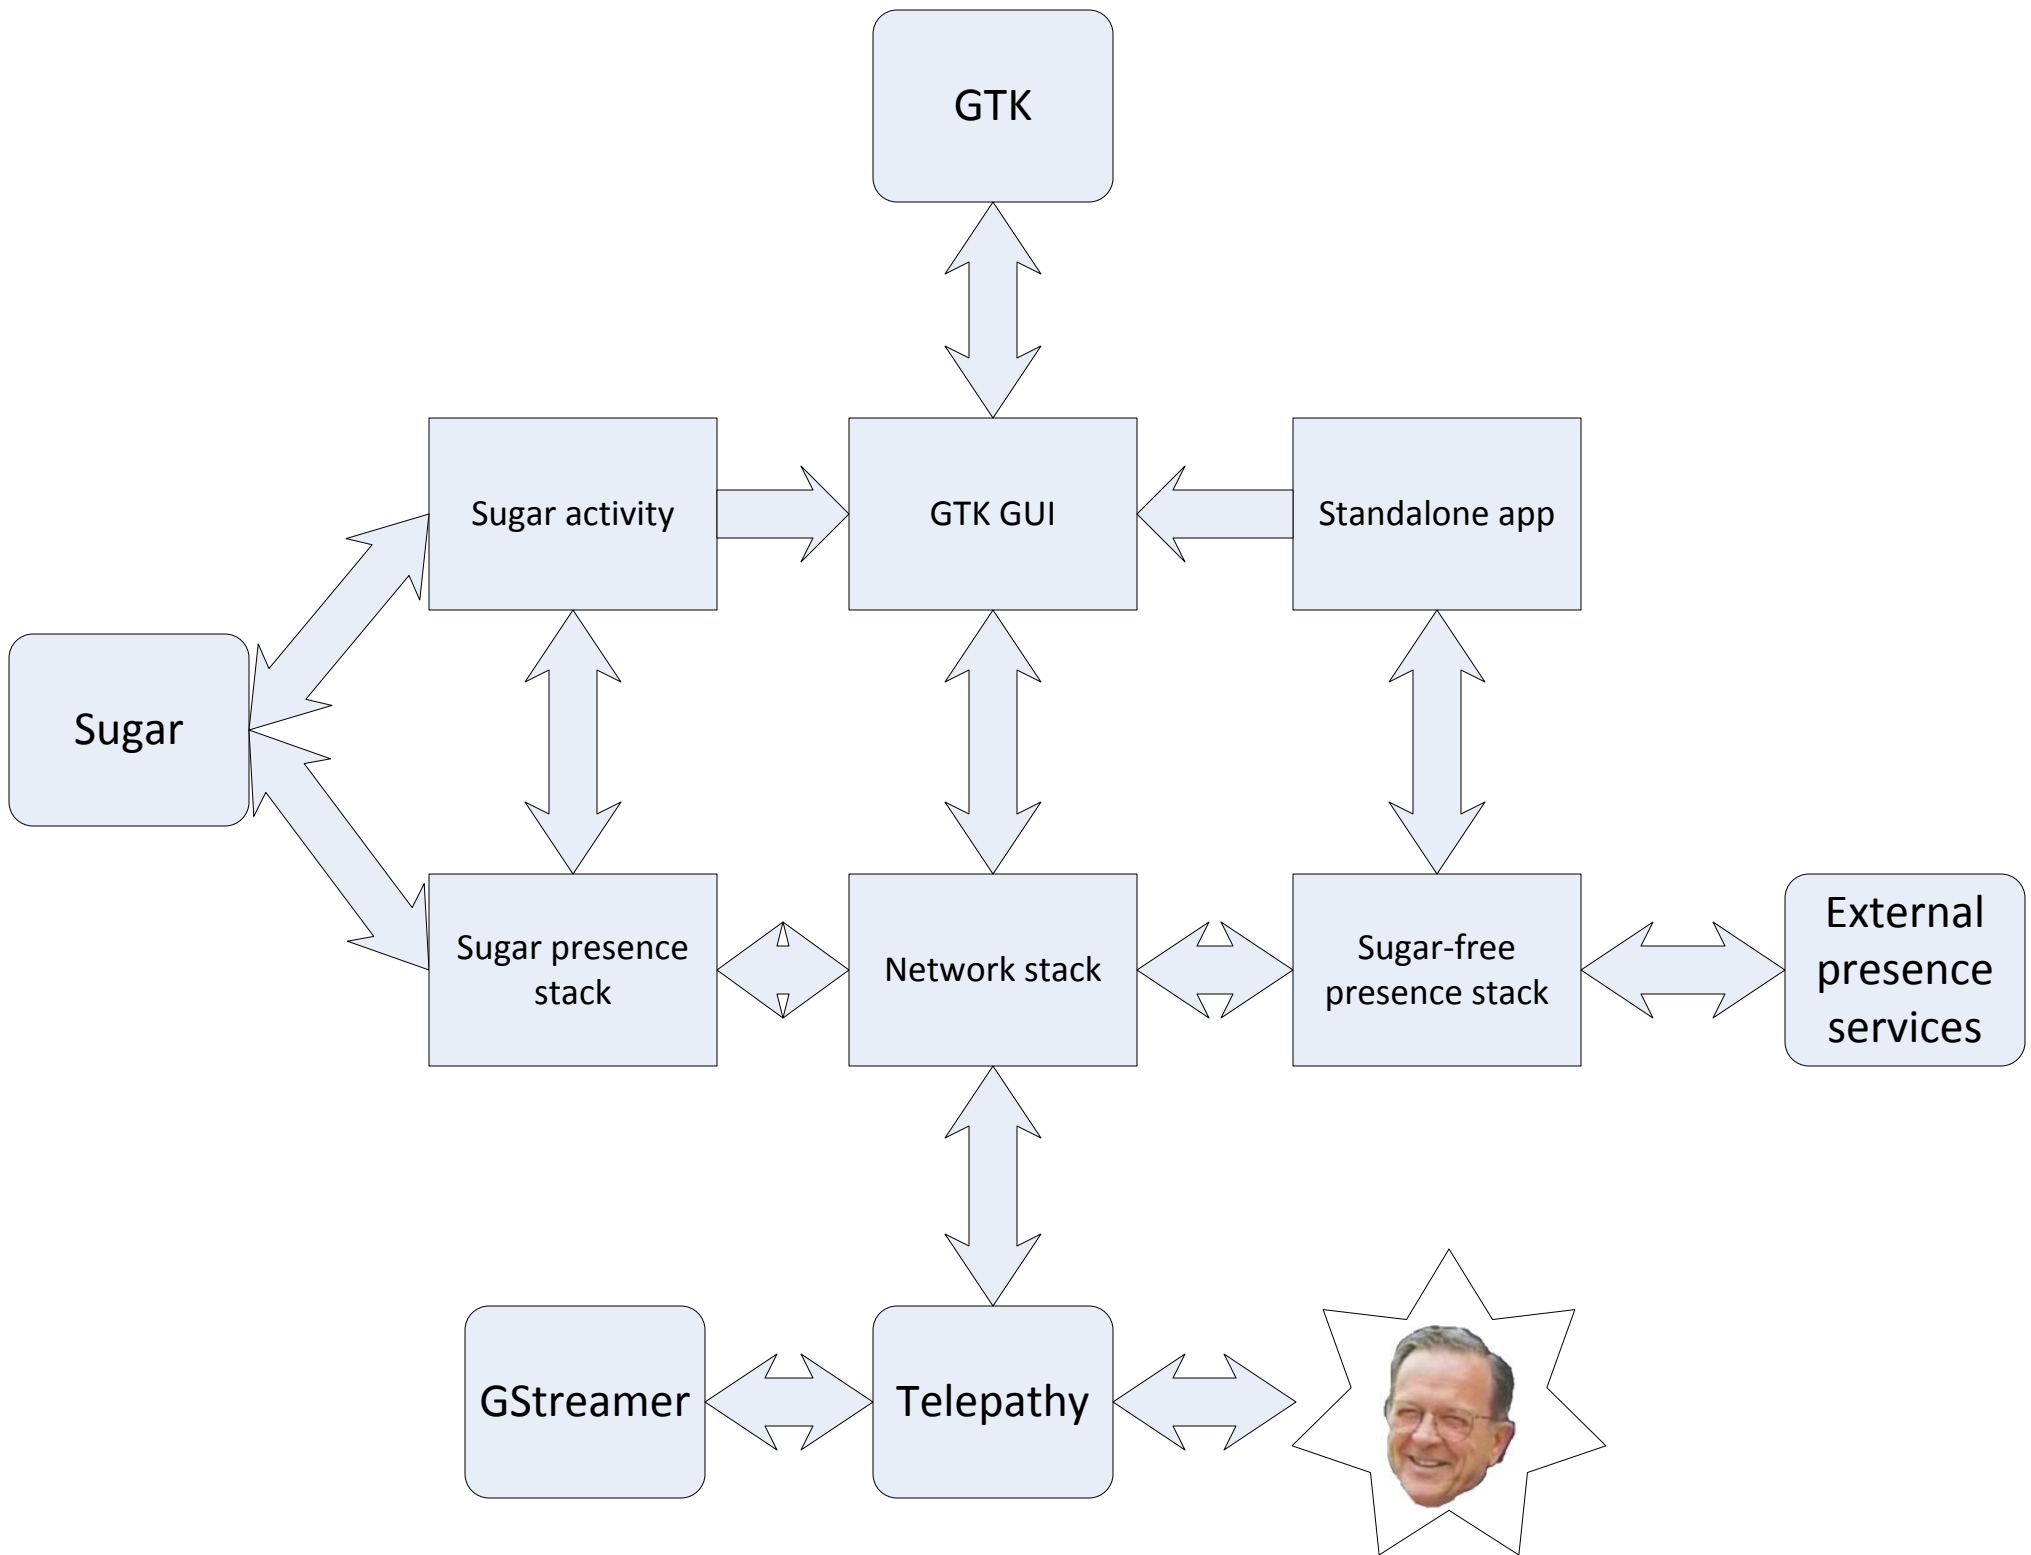 GTK
Sugar activity
GTK GUI
Standalone app
Sugar
Sugar presence
stack
Network stack
Sugar-free
presence stack
External
presence
services
GStreamer
Telepathy